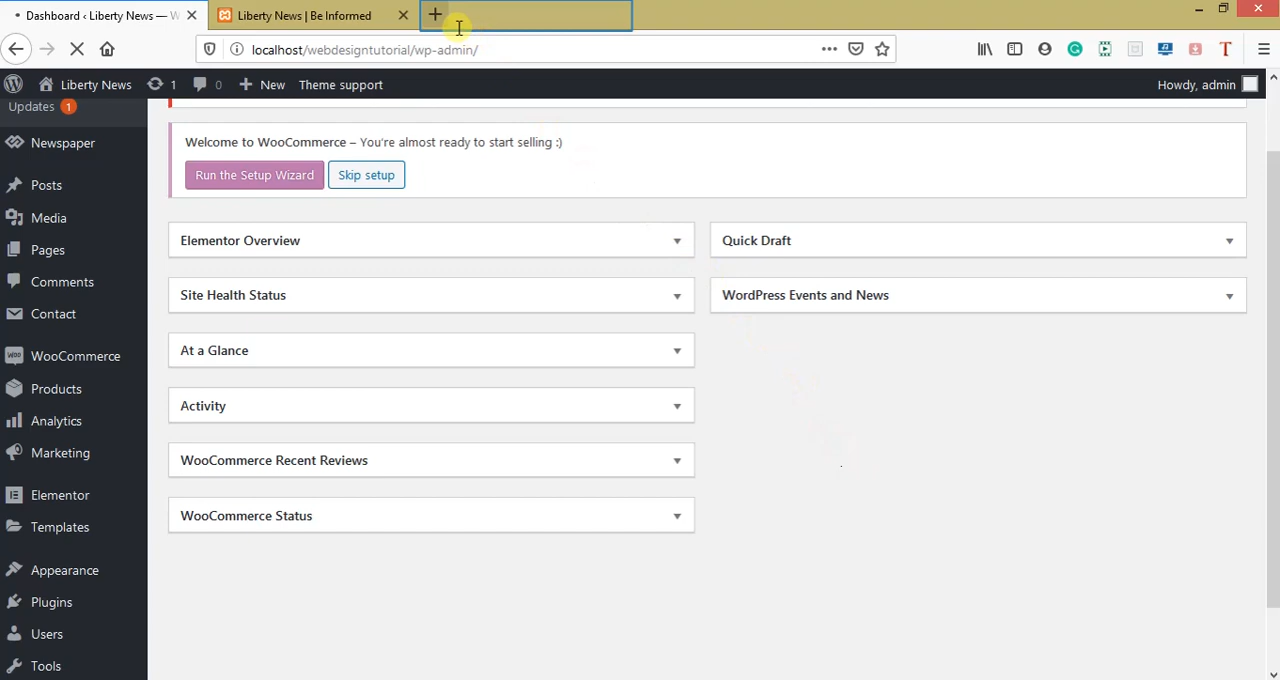 Dashboard ‹ Liberty News — W
Liberty News | Be Informed
localhost/webdesigntutorial/wp-admin/
Liberty News
1
0
New
Theme support
Howdy, admin
Updates 1
Newspaper
Posts
Media
Pages
Comments
Contact
WooCommerce
Products
Analytics
Marketing
Elementor
Templates
Appearance
Plugins
Users
Tools
Welcome to WooCommerce – You're almost ready to start selling :)
Run the Setup Wizard
Skip setup
Elementor Overview
Quick Draft
Site Health Status
WordPress Events and News
At a Glance
Activity
WooCommerce Recent Reviews
WooCommerce Status